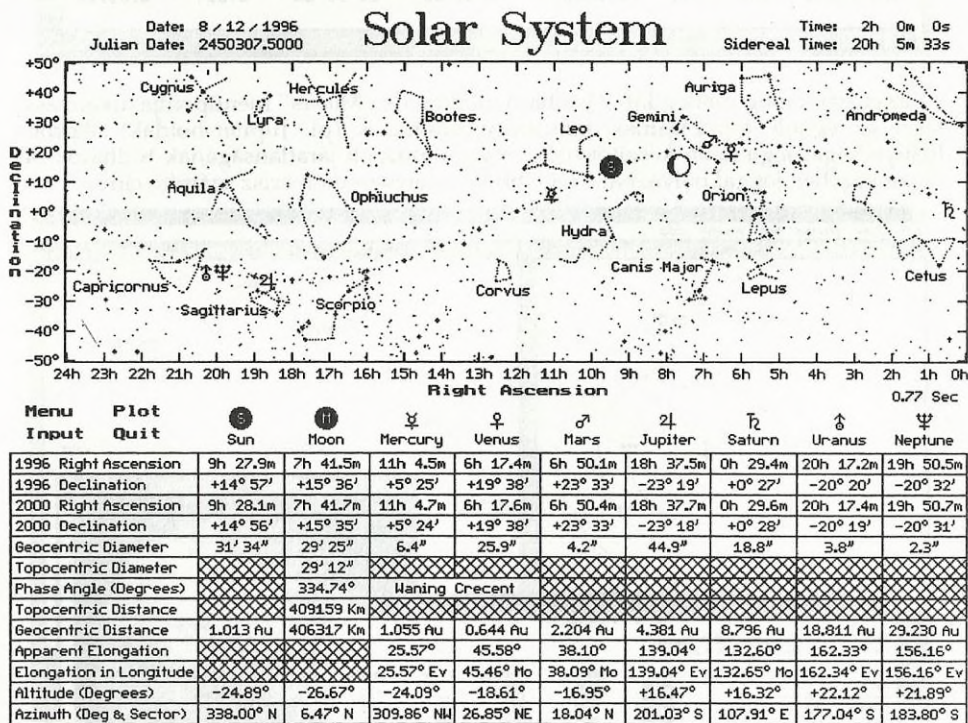 Date: 8/12/1996
Julian Date: 2450307.5000
Solar System
Time: 2h 0m 0s
Sidereal Time: 20h 5m 33s
+50°
+40°
+30°
+20°
+10°
+0°
-10°
-20°
-30°
-40°
-50°
Declination
Cygnus
Hercules
Lyra
Bootes
Leo
Gemini
Auriga
Andromeda
Aquila
Ophiuchus
Hydra
Orion
Capricornus
Sagittarius
Scorpio
Corvus
Canis Major
Lepus
Cetus
S
24h 23h 22h 21h 20h 19h 18h 17h 16h 15h 14h 13h 12h 11h 10h 9h 8h 7h 6h 5h 4h 3h 2h 1h 0h
Right Ascension
0.77 Sec
Menu Plot
Input Quit
S M ☿ ♀ ♂ ♃ ♄ ⛢ ♆
Sun Moon Mercury Venus Mars Jupiter Saturn Uranus Neptune
1996 Right Ascension 9h 27.9m 7h 41.5m 11h 4.5m 6h 17.4m 6h 50.1m 18h 37.5m 0h 29.4m 20h 17.2m 19h 50.5m
1996 Declination +14° 57' +15° 36' +5° 25' +19° 38' +23° 33' -23° 19' +0° 27' -20° 20' -20° 32'
2000 Right Ascension 9h 28.1m 7h 41.7m 11h 4.7m 6h 17.6m 6h 50.4m 18h 37.7m 0h 29.6m 20h 17.4m 19h 50.7m
2000 Declination +14° 56' +15° 35' +5° 24' +19° 38' +23° 33' -23° 18' +0° 28' -20° 19' -20° 31'
Geocentric Diameter 31' 34" 29' 25" 6.4" 25.9" 4.2" 44.9" 18.8" 3.8" 2.3"
Topocentric Diameter 29' 12"
Phase Angle (Degrees) 334.74° Waning Crecent
Topocentric Distance 409159 Km
Geocentric Distance 1.013 Au 406317 Km 1.055 Au 0.644 Au 2.204 Au 4.381 Au 8.796 Au 18.811 Au 29.230 Au
Apparent Elongation 25.57° 45.58° 38.10° 139.04° 132.60° 162.33° 156.16°
Elongation in Longitude 25.57° Ev 45.46° Mo 38.09° Mo 139.04° Ev 132.65° Mo 162.34° Ev 156.16° Ev
Altitude (Degrees) -24.89° -26.67° -24.09° -18.61° -16.95° +16.47° +16.32° +22.12° +21.89°
Azimuth (Deg & Sector) 338.00° N 6.47° N 309.86° NW 26.85° NE 18.04° N 201.03° S 107.91° E 177.04° S 183.80° S